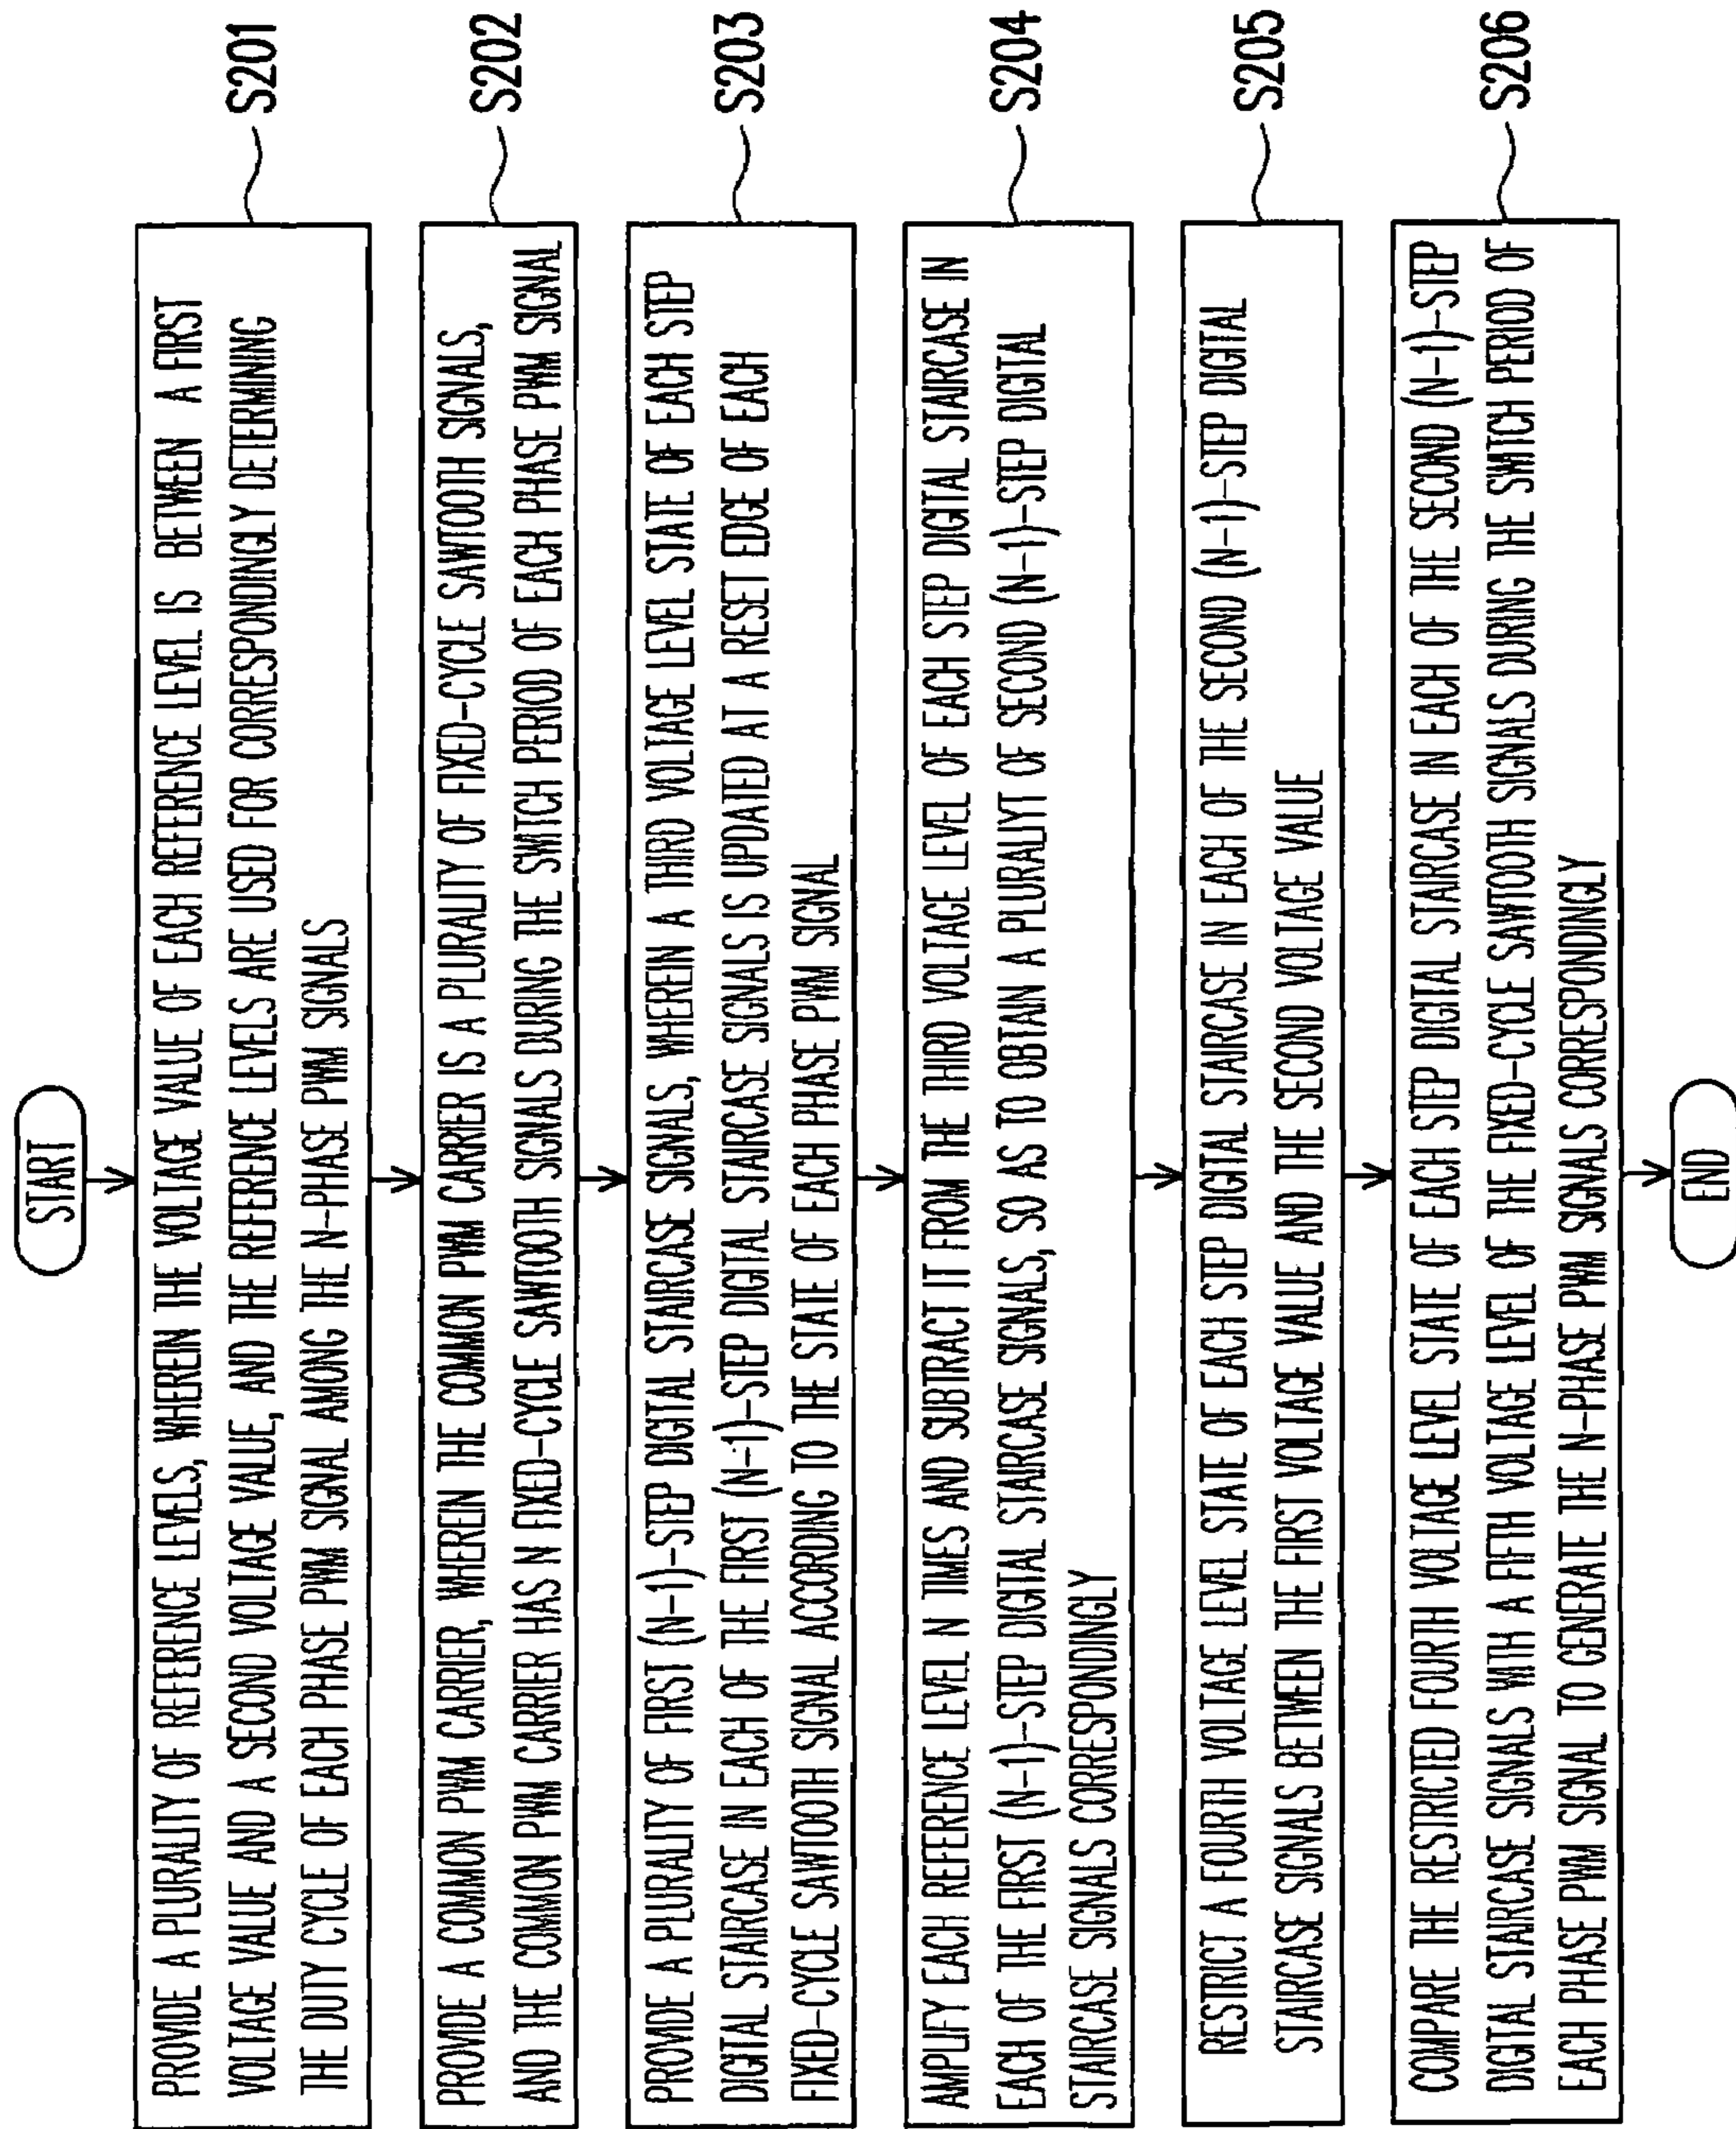 START
PROVIDE A PLURALITY OF REFERENCE LEVELS, WHEREIN THE VOLTAGE VALUE OF EACH REFERENCE LEVEL IS BETWEEN A FIRST
VOLTAGE VALUE AND A SECOND VOLTAGE VALUE, AND THE REFERENCE LEVELS ARE USED FOR CORRESPONDINGLY DETERMINING
THE DUTY CYCLE OF EACH PHASE PWM SIGNAL AMONG THE N-PHASE PWM SIGNALS
S201
PROVIDE A COMMON PWM CARRIER, WHEREIN THE COMMON PWM CARRIER IS A PLURALITY OF FIXED-CYCLE SAWTOOTH SIGNALS,
AND THE COMMON PWM CARRIER HAS N FIXED-CYCLE SAWTOOTH SIGNALS DURING THE SWITCH PERIOD OF EACH PHASE PWM SIGNAL
S202
PROVIDE A PLURALITY OF FIRST (N-1)-STEP DIGITAL STAIRCASE SIGNALS, WHEREIN A THIRD VOLTAGE LEVEL STATE OF EACH STEP
DIGITAL STAIRCASE IN EACH OF THE FIRST (N-1)-STEP DIGITAL STAIRCASE SIGNALS IS UPDATED AT A RESET EDGE OF EACH
FIXED-CYCLE SAWTOOTH SIGNAL ACCORDING TO THE STATE OF EACH PHASE PWM SIGNAL
S203
AMPLIFY EACH REFERENCE LEVEL N TIMES AND SUBTRACT IT FROM THE THIRD VOLTAGE LEVEL OF EACH STEP DIGITAL STAIRCASE IN
EACH OF THE FIRST (N-1)-STEP DIGITAL STAIRCASE SIGNALS, SO AS TO OBTAIN A PLURALIYT OF SECOND (N-1)-STEP DIGITAL
STAIRCASE SIGNALS CORRESPONDINGLY
S204
RESTRICT A FOURTH VOLTAGE LEVEL STATE OF EACH STEP DIGITAL STAIRCASE IN EACH OF THE SECOND (N-1)-STEP DIGITAL
STAIRCASE SIGNALS BETWEEN THE FIRST VOLTAGE VALUE AND THE SECOND VOLTAGE VALUE
S205
COMPARE THE RESTRICTED FOURTH VOLTAGE LEVEL STATE OF EACH STEP DIGITAL STAIRCASE IN EACH OF THE SECOND (N-1)-STEP
DIGITAL STAIRCASE SIGNALS WITH A FIFTH VOLTAGE LEVEL OF THE FIXED-CYCLE SAWTOOTH SIGNALS DURING THE SWITCH PERIOD OF
EACH PHASE PWM SIGNAL TO GENERATE THE N-PHASE PWM SIGNALS CORRESPONDINGLY
S206
END